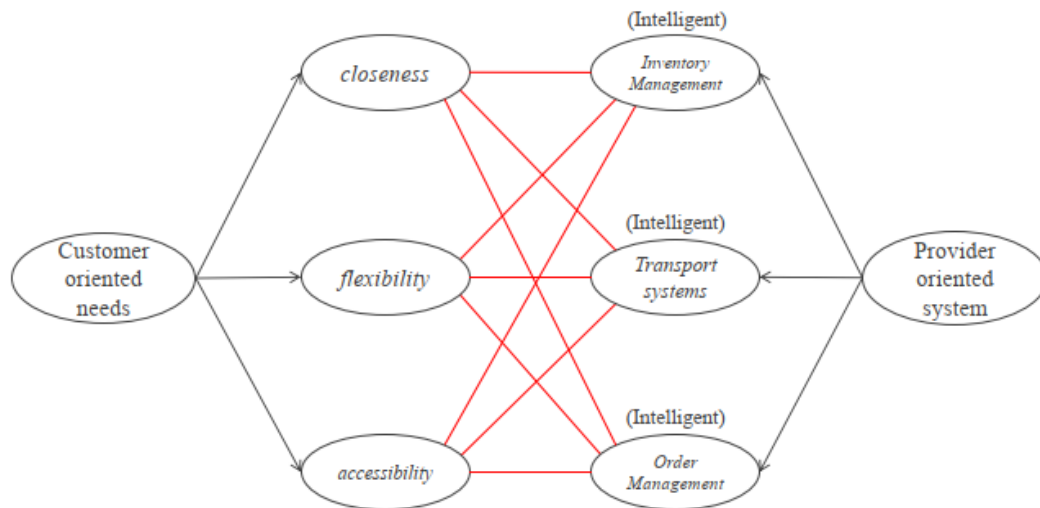 (Intelligent)
closeness
Inventory
Management
(Intelligent)
Customer
oriented
needs
flexibility
Transport
systems
Provider
oriented
system
(Intelligent)
accessibility
Order
Management